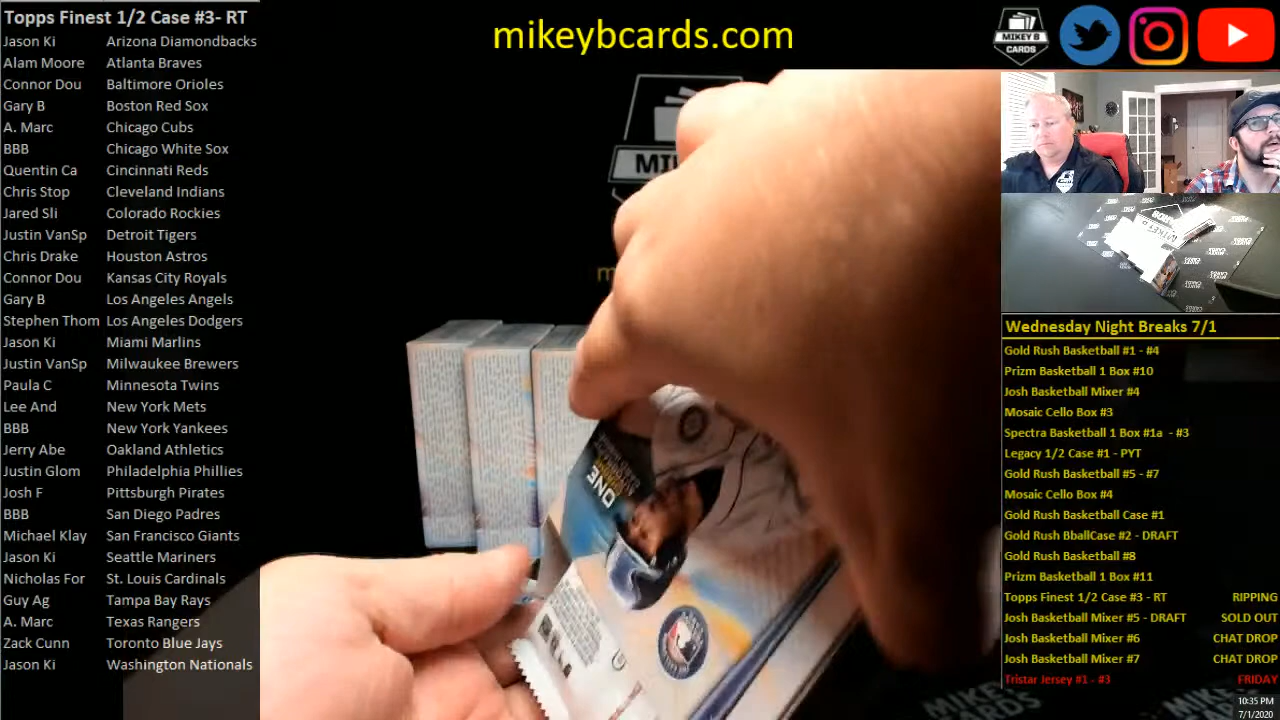 Topps Finest 1/2 Case #3- RT
Jason Ki Arizona Diamondbacks
Alam Moore Atlanta Braves
Connor Dou Baltimore Orioles
Gary B Boston Red Sox
A. Marc Chicago Cubs
BBB Chicago White Sox
Quentin Ca Cincinnati Reds
Chris Stop Cleveland Indians
Jared Sli Colorado Rockies
Justin VanSp Detroit Tigers
Chris Drake Houston Astros
Connor Dou Kansas City Royals
Gary B Los Angeles Angels
Stephen Thom Los Angeles Dodgers
Jason Ki Miami Marlins
Justin VanSp Milwaukee Brewers
Paula C Minnesota Twins
Lee And New York Mets
BBB New York Yankees
Jerry Abe Oakland Athletics
Justin Glom Philadelphia Phillies
Josh F Pittsburgh Pirates
BBB San Diego Padres
Michael Klay San Francisco Giants
Jason Ki Seattle Mariners
Nicholas For St. Louis Cardinals
Guy Ag Tampa Bay Rays
A. Marc Texas Rangers
Zack Cunn Toronto Blue Jays
Jason Ki Washington Nationals
mikeybcards.com
MIKEY B
CARDS
MI
ONE
Wednesday Night Breaks 7/1
Gold Rush Basketball #1 - #4
Prizm Basketball 1 Box #10
Josh Basketball Mixer #4
Mosaic Cello Box #3
Spectra Basketball 1 Box #1a - #3
Legacy 1/2 Case #1 - PYT
Gold Rush Basketball #5 - #7
Mosaic Cello Box #4
Gold Rush Basketball Case #1
Gold Rush BballCase #2 - DRAFT
Gold Rush Basketball #8
Prizm Basketball 1 Box #11
Topps Finest 1/2 Case #3 - RT RIPPING
Josh Basketball Mixer #5 - DRAFT SOLD OUT
Josh Basketball Mixer #6 CHAT DROP
Josh Basketball Mixer #7 CHAT DROP
Tristar Jersey #1 - #3 FRIDAY
10:35 PM
7/1/2020